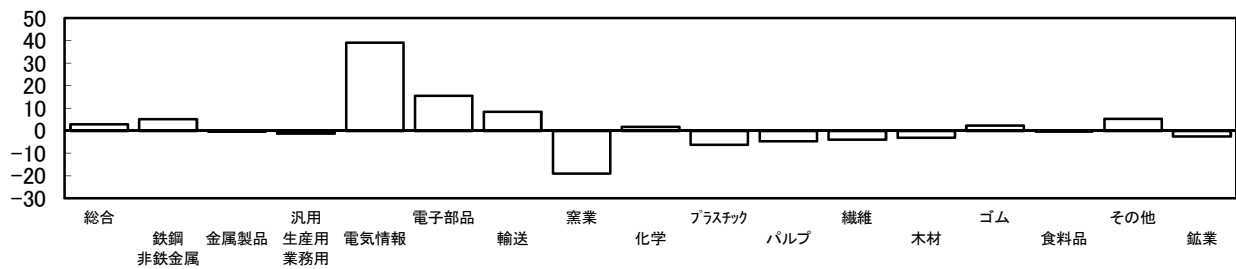 50
40
30
20
10
0
-10
-20
-30
総合
鉄鋼
非鉄金属
金属製品
汎用
生産用
業務用
電気情報
電子部品
輸送
窯業
化学
プラスチック
パルプ
繊維
木材
ゴム
食料品
その他
鉱業